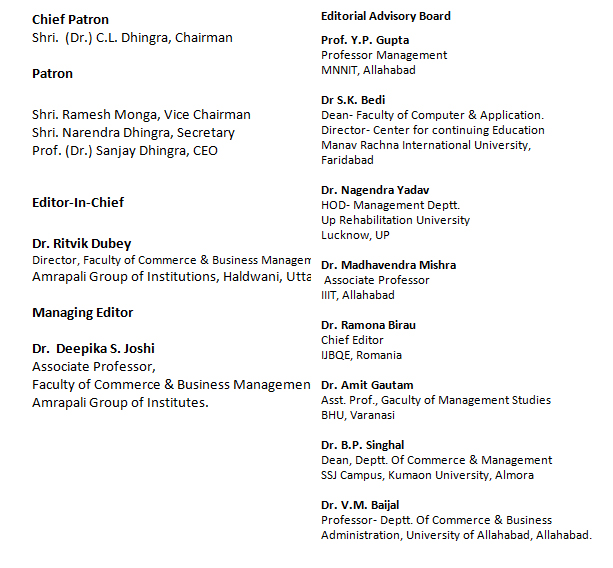 Chief Patron
Shri.  (Dr.) C.L. Dhingra, Chairman
Patron
Shri. Ramesh Monga, Vice Chairman
Shri. Narendra Dhingra, Secretary
Prof. (Dr.) Sanjay Dhingra, CEO
Editor-In-Chief
Dr. Ritvik Dubey
Director, Faculty of Commerce & Business Managem
Amrapali Group of Institutions, Haldwani, Utta
Managing Editor
Dr.  Deepika S. Joshi
Associate Professor,
Faculty of Commerce & Business Managemen
Amrapali Group of Institutes.
Editorial Advisory Board
Prof. Y.P. Gupta
Professor Management
MNNIT, Allahabad
Dr S.K. Bedi
Dean- Faculty of Computer & Application.
Director- Center for continuing Education
Manav Rachna International University,
Faridabad
Dr. Nagendra Yadav
HOD- Management Deptt.
Up Rehabilitation University
Lucknow, UP
Dr. Madhavendra Mishra
Associate Professor
IIIT, Allahabad
Dr. Ramona Birau
Chief Editor
IJBQE, Romania
Dr. Amit Gautam
Asst. Prof., Gaculty of Management Studies
BHU, Varanasi
Dr. B.P. Singhal
Dean, Deptt. Of Commerce & Management
SSJ Campus, Kumaon University, Almora
Dr. V.M. Baijal
Professor- Deptt. Of Commerce & Business
Administration, University of Allahabad, Allahabad.